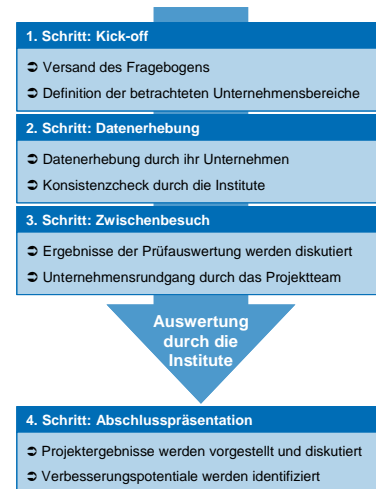 1. Schritt: Kick-off
➲ Versand des Fragebogens
➲ Definition der betrachteten Unternehmensbereiche
2. Schritt: Datenerhebung
➲ Datenerhebung durch ihr Unternehmen
➲ Konsistenzcheck durch die Institute
3. Schritt: Zwischenbesuch
➲ Ergebnisse der Prüfauswertung werden diskutiert
➲ Unternehmensrundgang durch das Projektteam
Auswertung
durch die
Institute
4. Schritt: Abschlusspräsentation
➲ Projektergebnisse werden vorgestellt und diskutiert
➲ Verbesserungspotentiale werden identifiziert